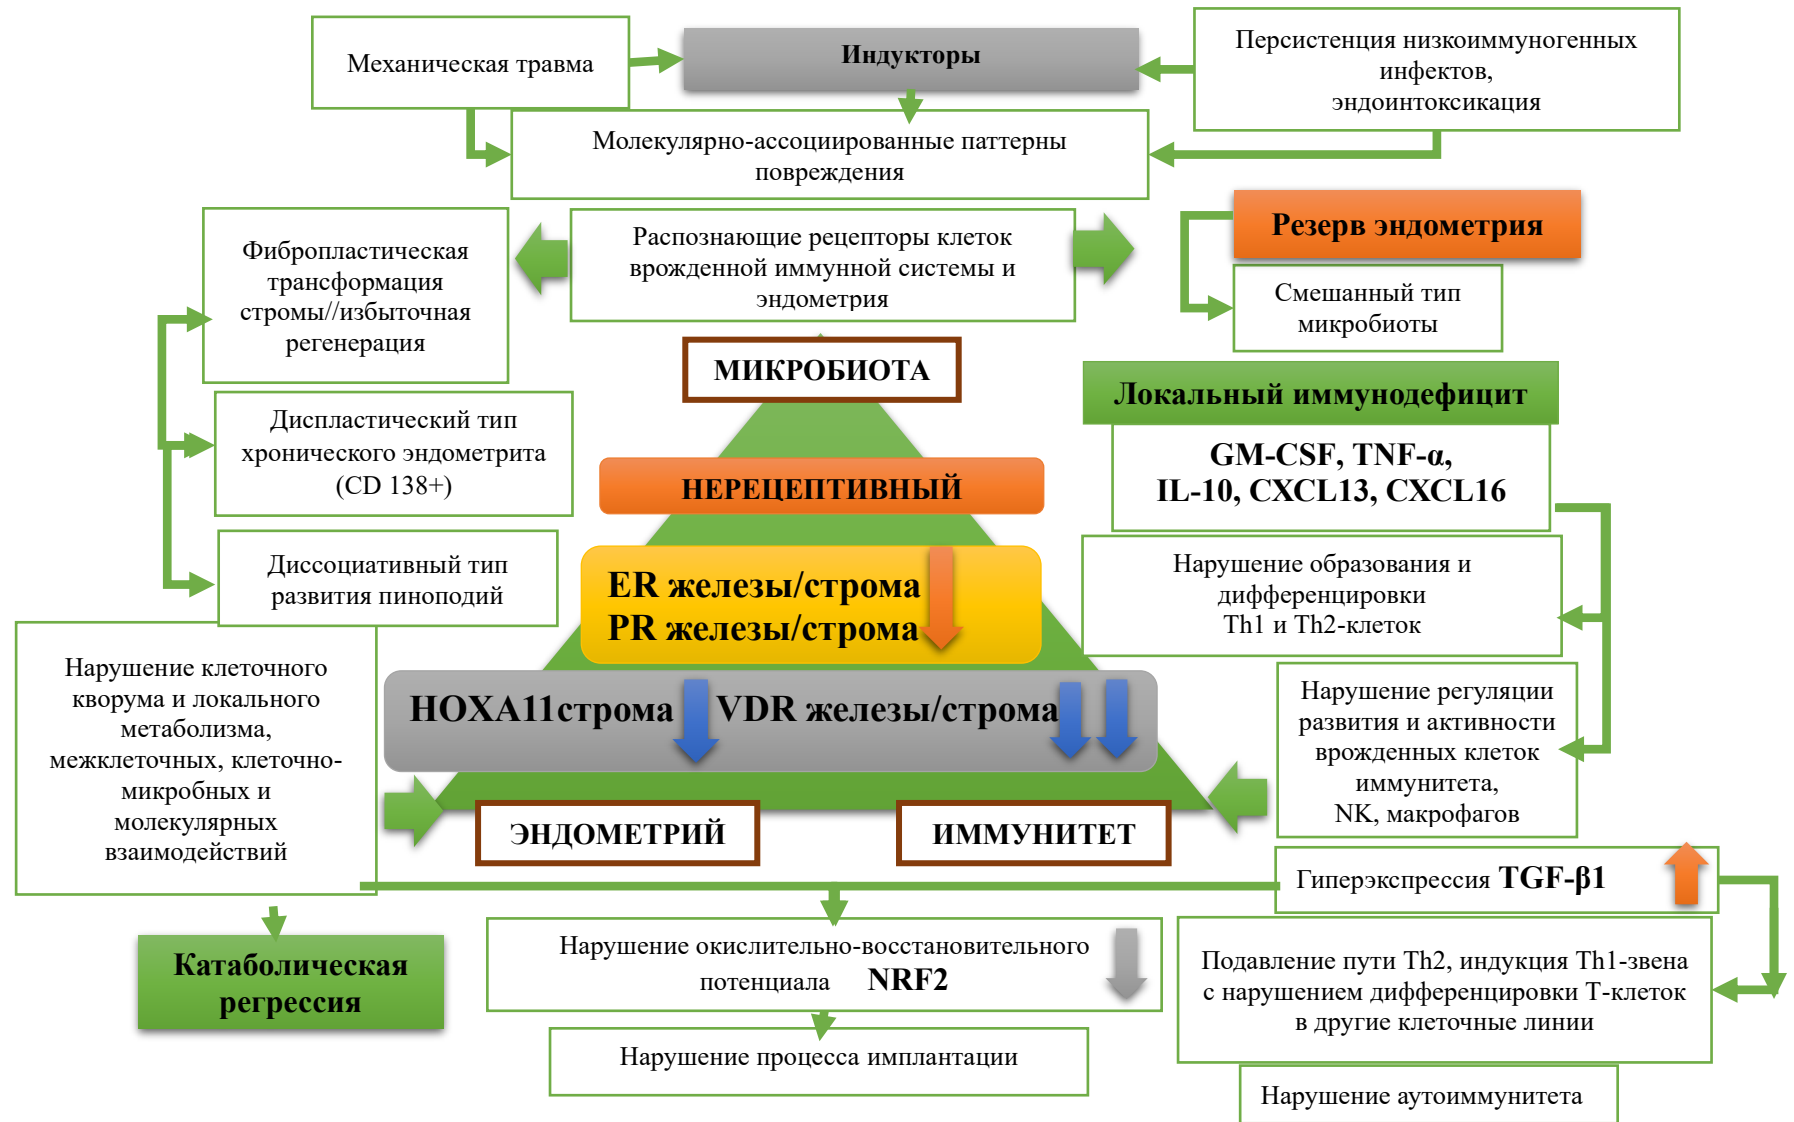 Механическая травма
Индукторы
Персистенция низкоиммуногенных
инфектов,
эндоинтоксикация
Молекулярно-ассоциированные паттерны
повреждения
Фибропластическая
трансформация
стромы//избыточная
регенерация
Распознающие рецепторы клеток
врожденной иммунной системы и
эндометрия
Резерв эндометрия
Смешанный тип
микробиоты
МИКРОБИОТА
Локальный иммунодефицит
GM-CSF, TNF-α,
IL-10, CXCL13, CXCL16
Диспластический тип
хронического эндометрита
(CD 138+)
НЕРЕЦЕПТИВНЫЙ
Диссоциативный тип
развития пиноподий
ER железы/строма
PR железы/строма
Нарушение образования и
дифференцировки
Th1 и Th2-клеток
Нарушение клеточного
кворума и локального
метаболизма,
межклеточных, клеточно-
микробных и
молекулярных
взаимодействий
HOXA11строма
VDR железы/строма
Нарушение регуляции
развития и активности
врожденных клеток
иммунитета,
NK, макрофагов
ЭНДОМЕТРИЙ
ИММУНИТЕТ
Гиперэкспрессия TGF-β1
Катаболическая
регрессия
Нарушение окислительно-восстановительного
потенциала NRF2
Подавление пути Th2, индукция Th1-звена
с нарушением дифференцировки Т-клеток
в другие клеточные линии
Нарушение процесса имплантации
Нарушение аутоиммунитета